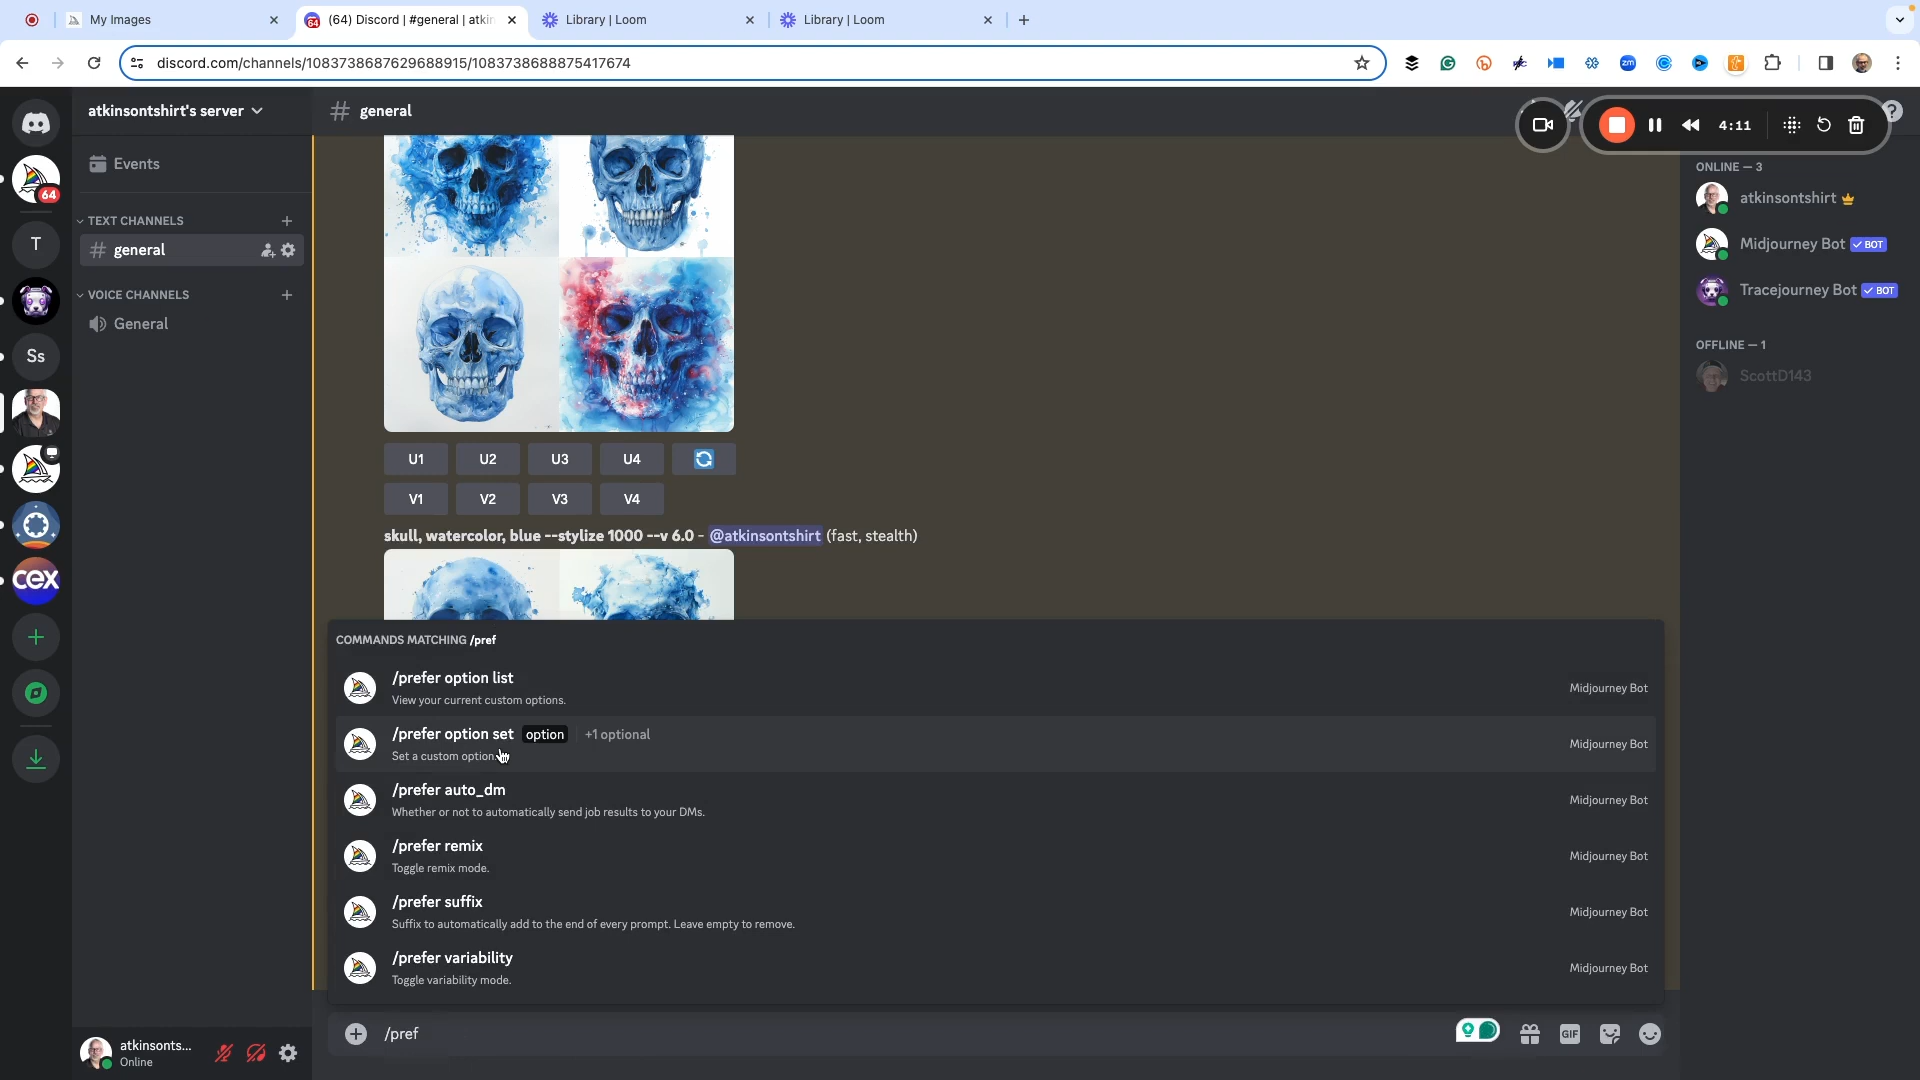 My Images
(64) Discord | #general | atkin
Library | Loom
Library | Loom
discord.com/channels/1083738687629688915/1083738688875417674
atkinsontshirt's server
# general
4:11
Events
TEXT CHANNELS
# general
VOICE CHANNELS
General
64
T
Ss
cex
ONLINE — 3
atkinsontshirt
Midjourney Bot ✓ BOT
Tracejourney Bot ✓ BOT
OFFLINE — 1
ScottD143
U1 U2 U3 U4
V1 V2 V3 V4
skull, watercolor, blue --stylize 1000 --v 6.0 - @atkinsontshirt (fast, stealth)
COMMANDS MATCHING /pref
/prefer option list
View your current custom options.
Midjourney Bot
/prefer option set option +1 optional
Set a custom option.
Midjourney Bot
/prefer auto_dm
Whether or not to automatically send job results to your DMs.
Midjourney Bot
/prefer remix
Toggle remix mode.
Midjourney Bot
/prefer suffix
Suffix to automatically add to the end of every prompt. Leave empty to remove.
Midjourney Bot
/prefer variability
Toggle variability mode.
Midjourney Bot
/pref
GIF
atkinsonts...
Online